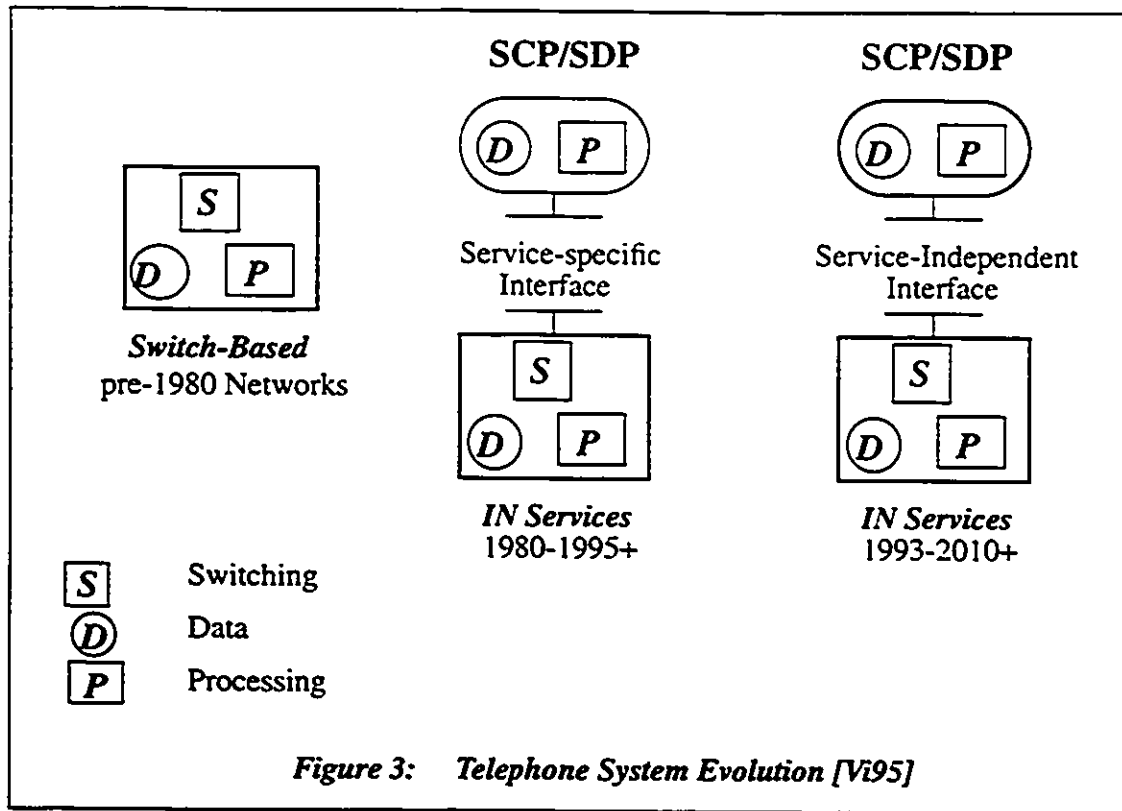 SCP/SDP
SCP/SDP
D P
D P
S
D P
Service-specific
Interface
Service-Independent
Interface
Switch-Based
pre-1980 Networks
S
D P
S
D P
IN Services
1980-1995+
IN Services
1993-2010+
S Switching
D Data
P Processing
Figure 3: Telephone System Evolution [Vi95]